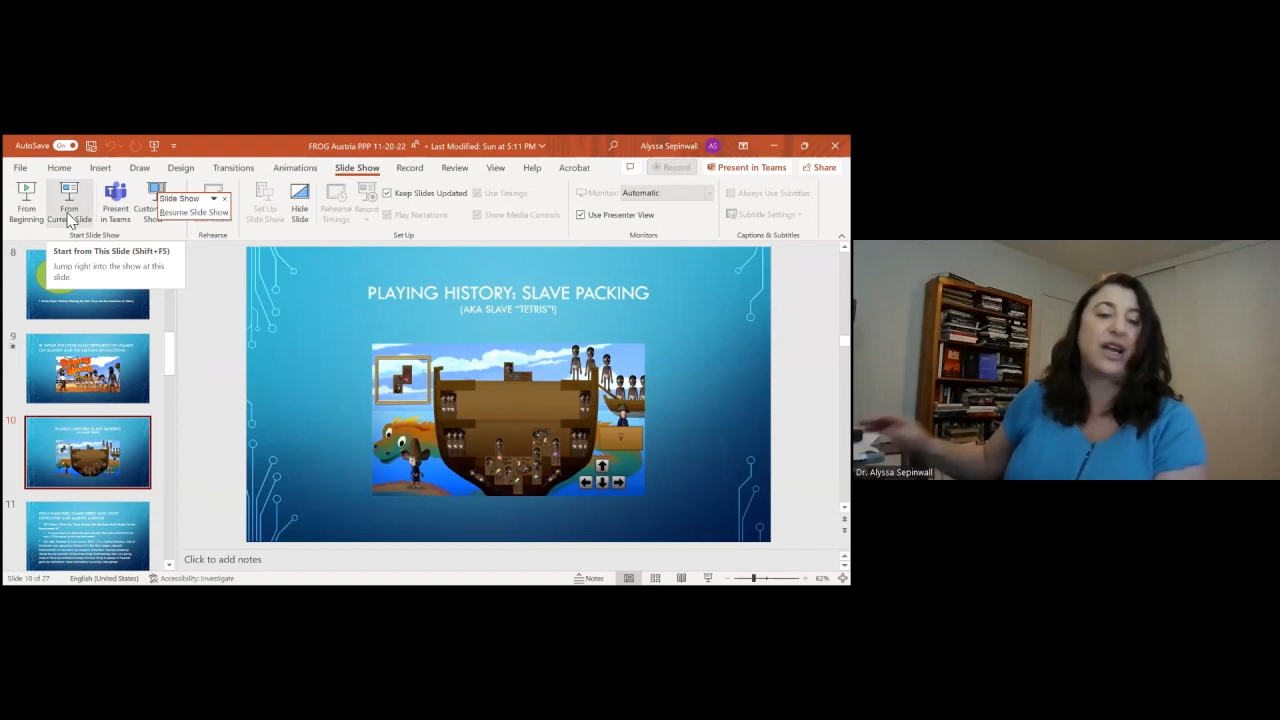 AutoSave On
FROG Austria PPP 11-20-22 • Last Modified: Sun at 5:11 PM
Alyssa Sepinwall AS
File Home Insert Draw Design Transitions Animations Slide Show Record Review View Help Acrobat
Record Present in Teams Share
From Beginning
From Current Slide
Present in Teams
Custom
Show
Slide Show
Resume Slide Show
Set Up Slide Show
Hide Slide
Rehearse Timings
Record
Keep Slides Updated
Play Narrations
Use Timings
Show Media Controls
Monitor: Automatic
Use Presenter View
Always Use Subtitles
Subtitle Settings
Start Slide Show Rehearse Set Up Monitors Captions & Subtitles
Start from This Slide (Shift+F5)
Jump right into the show at this
slide.
8
9
10
11
PLAYING HISTORY: SLAVE PACKING
(AKA SLAVE “TETRIS”!)
Click to add notes
Dr. Alyssa Sepinwall
Slide 10 of 27 English (United States) Accessibility: Investigate Notes 62%